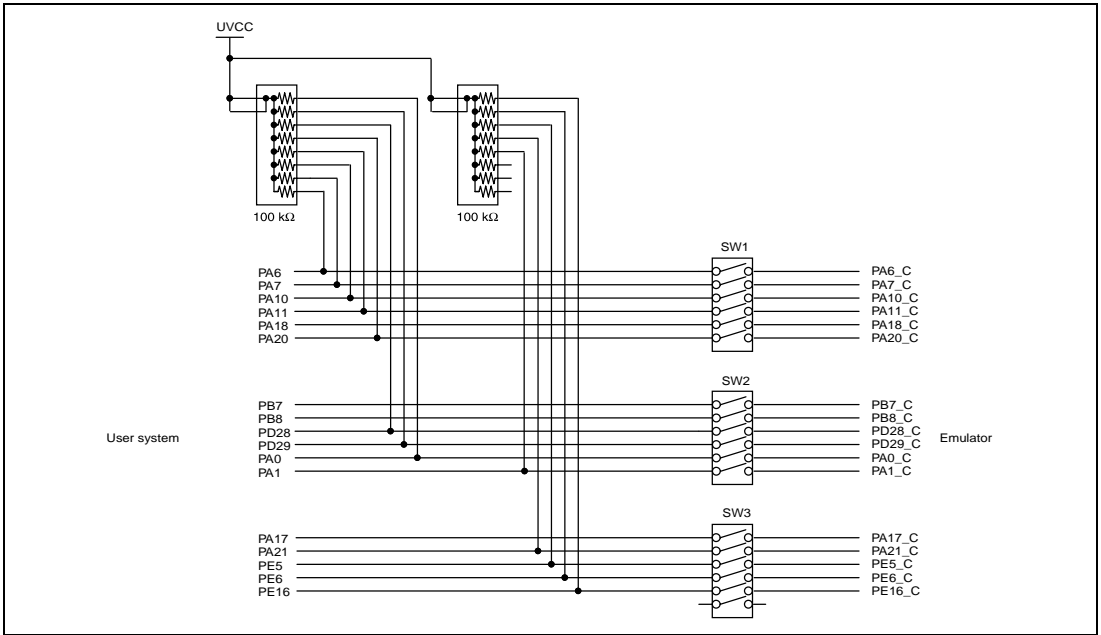 UVCC
100 kΩ 100 kΩ
SW1
PA6 PA6_C
PA7 PA7_C
PA10 PA10_C
PA11 PA11_C
PA18 PA18_C
PA20 PA20_C
SW2
PB7 PB7_C
PB8 PB8_C
PD28 PD28_C
User system Emulator
PD29 PD29_C
PA0 PA0_C
PA1 PA1_C
SW3
PA17 PA17_C
PA21 PA21_C
PE5 PE5_C
PE6 PE6_C
PE16 PE16_C